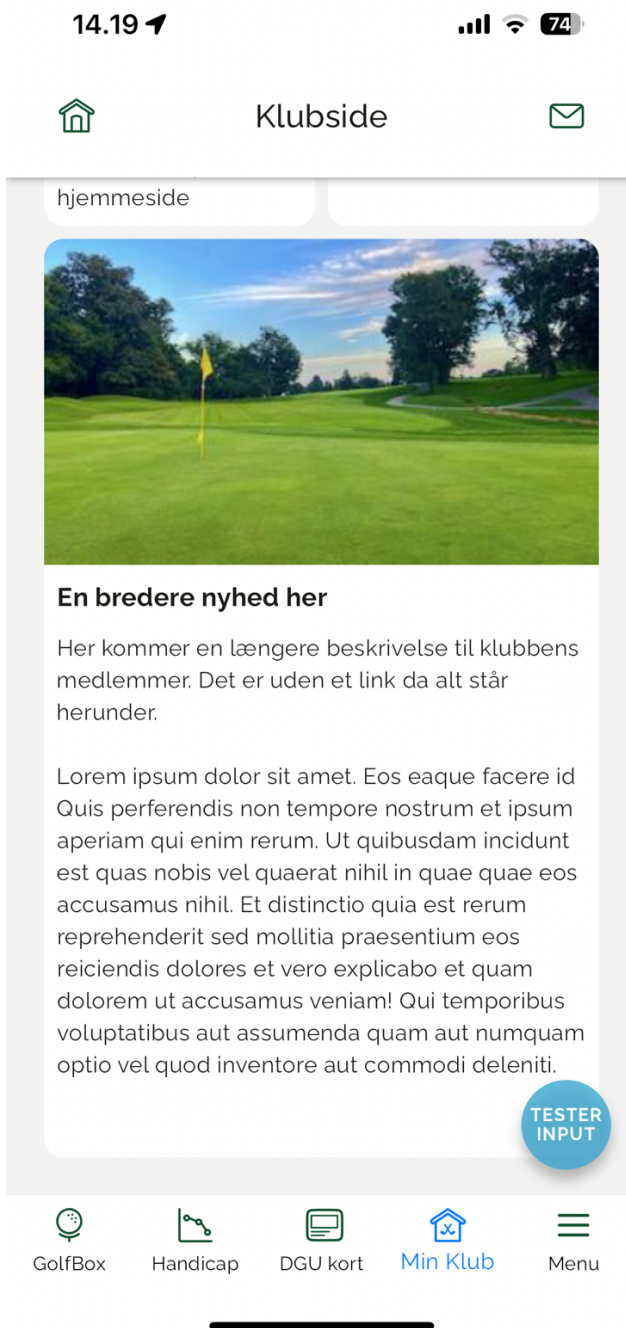 14.19
74
Klubside
hjemmeside
En bredere nyhed her
Her kommer en længere beskrivelse til klubbens
medlemmer. Det er uden et link da alt står
herunder.
Lorem ipsum dolor sit amet. Eos eaque facere id
Quis perferendis non tempore nostrum et ipsum
aperiam qui enim rerum. Ut quibusdam incidunt
est quas nobis vel quaerat nihil in quae quae eos
accusamus nihil. Et distinctio quia est rerum
reprehenderit sed mollitia praesentium eos
reiciendis dolores et vero explicabo et quam
dolorem ut accusamus veniam! Qui temporibus
voluptatibus aut assumenda quam aut numquam
optio vel quod inventore aut commodi deleniti.
TESTER
INPUT
GolfBox
Handicap
DGU kort
Min Klub
Menu